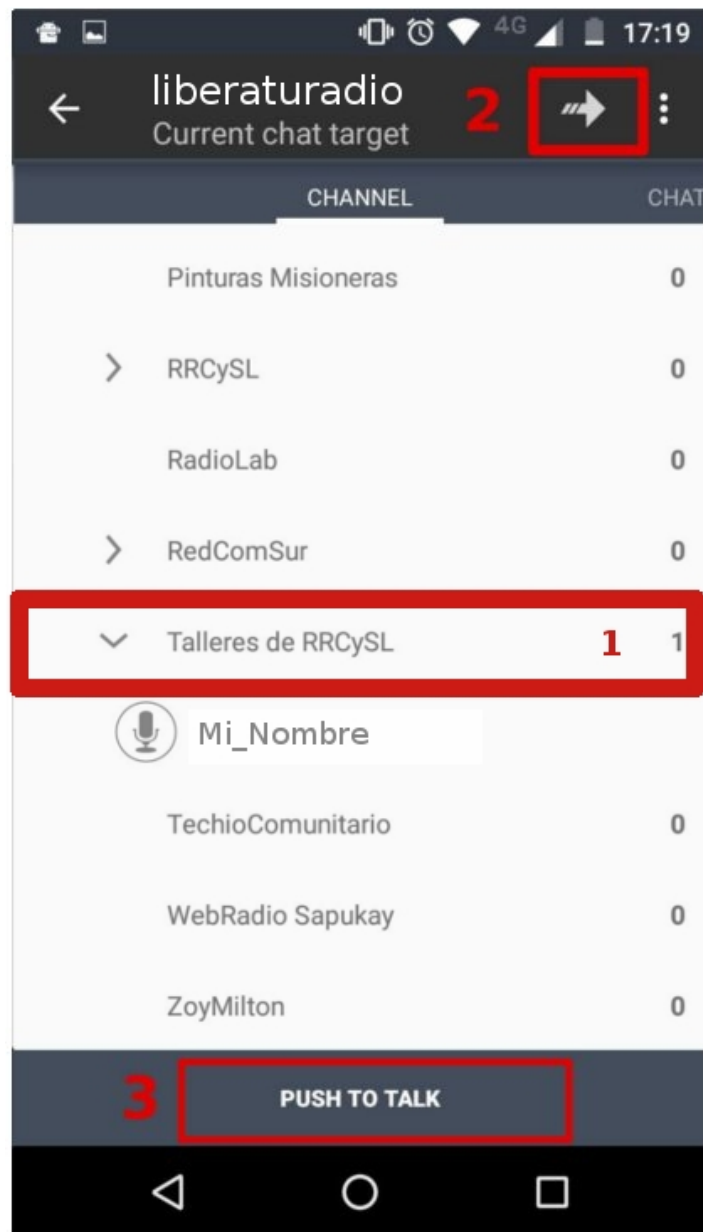 4G 17:19
liberaturadio 2
Current chat target
CHANNEL CHAT
Pinturas Misioneras 0
RRCySL 0
RadioLab 0
RedComSur 0
Talleres de RRCySL 1 1
Mi_Nombre
TechioComunitario 0
WebRadio Sapukay 0
ZoyMilton 0
3 PUSH TO TALK